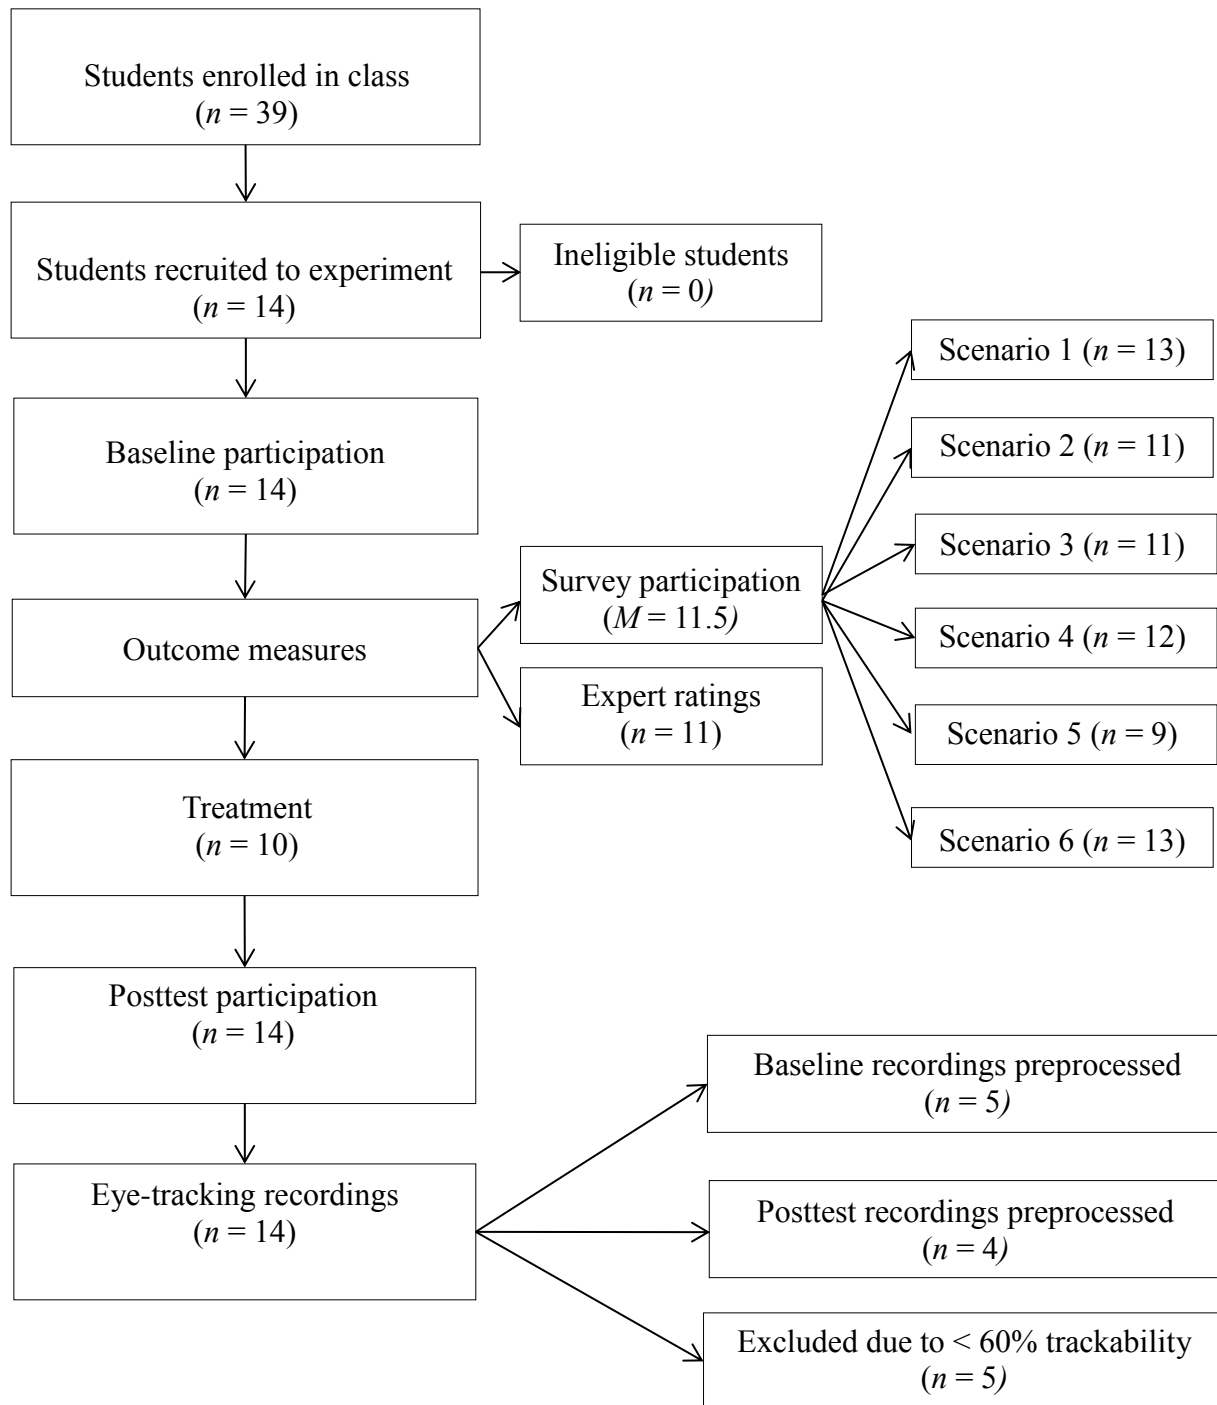 Students enrolled in class
(n = 39)
Students recruited to experiment
(n = 14)
Ineligible students
(n = 0)
Baseline participation
(n = 14)
Outcome measures
Survey participation
(M = 11.5)
Expert ratings
(n = 11)
Scenario 1 (n = 13)
Scenario 2 (n = 11)
Scenario 3 (n = 11)
Scenario 4 (n = 12)
Scenario 5 (n = 9)
Scenario 6 (n = 13)
Treatment
(n = 10)
Posttest participation
(n = 14)
Eye-tracking recordings
(n = 14)
Baseline recordings preprocessed
(n = 5)
Posttest recordings preprocessed
(n = 4)
Excluded due to < 60% trackability
(n = 5)